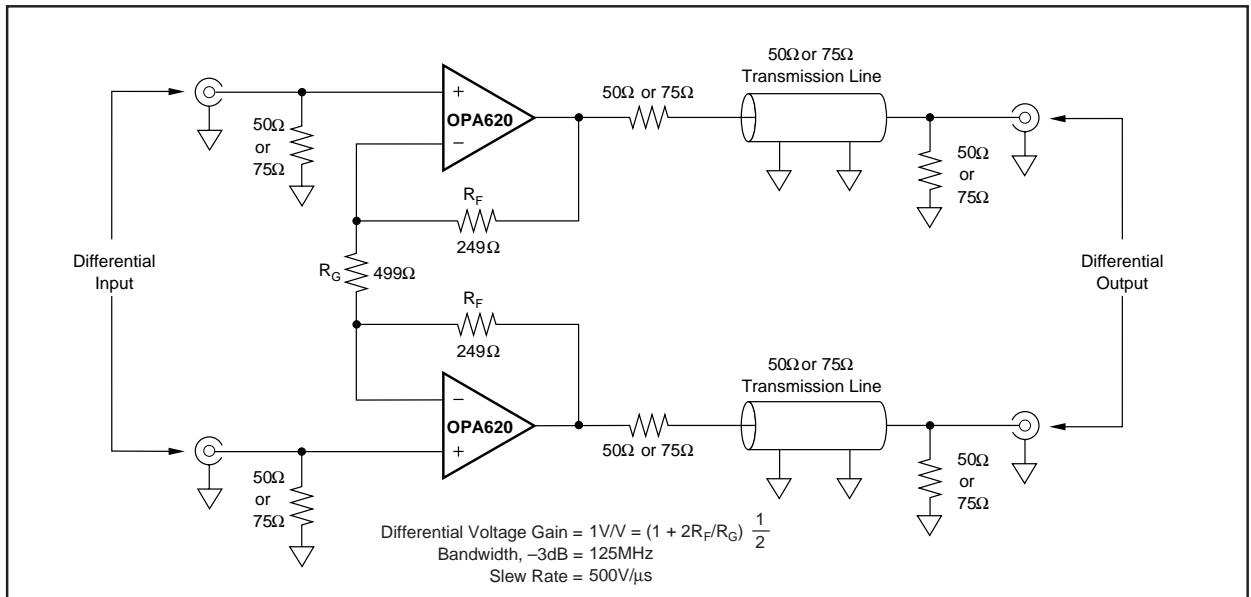 50Ω or 75Ω
Transmission Line
50Ω or 75Ω
+
OPA620
−
50Ω
or
75Ω
50Ω
or
75Ω
R_F
249Ω
Differential
Input
R_G 499Ω
Differential
Output
R_F
249Ω
50Ω or 75Ω
Transmission Line
−
OPA620
+
50Ω or 75Ω
50Ω
or
75Ω
50Ω
or
75Ω
Differential Voltage Gain = 1V/V = (1 + 2R_F/R_G) 1/2
Bandwidth, –3dB = 125MHz
Slew Rate = 500V/µs